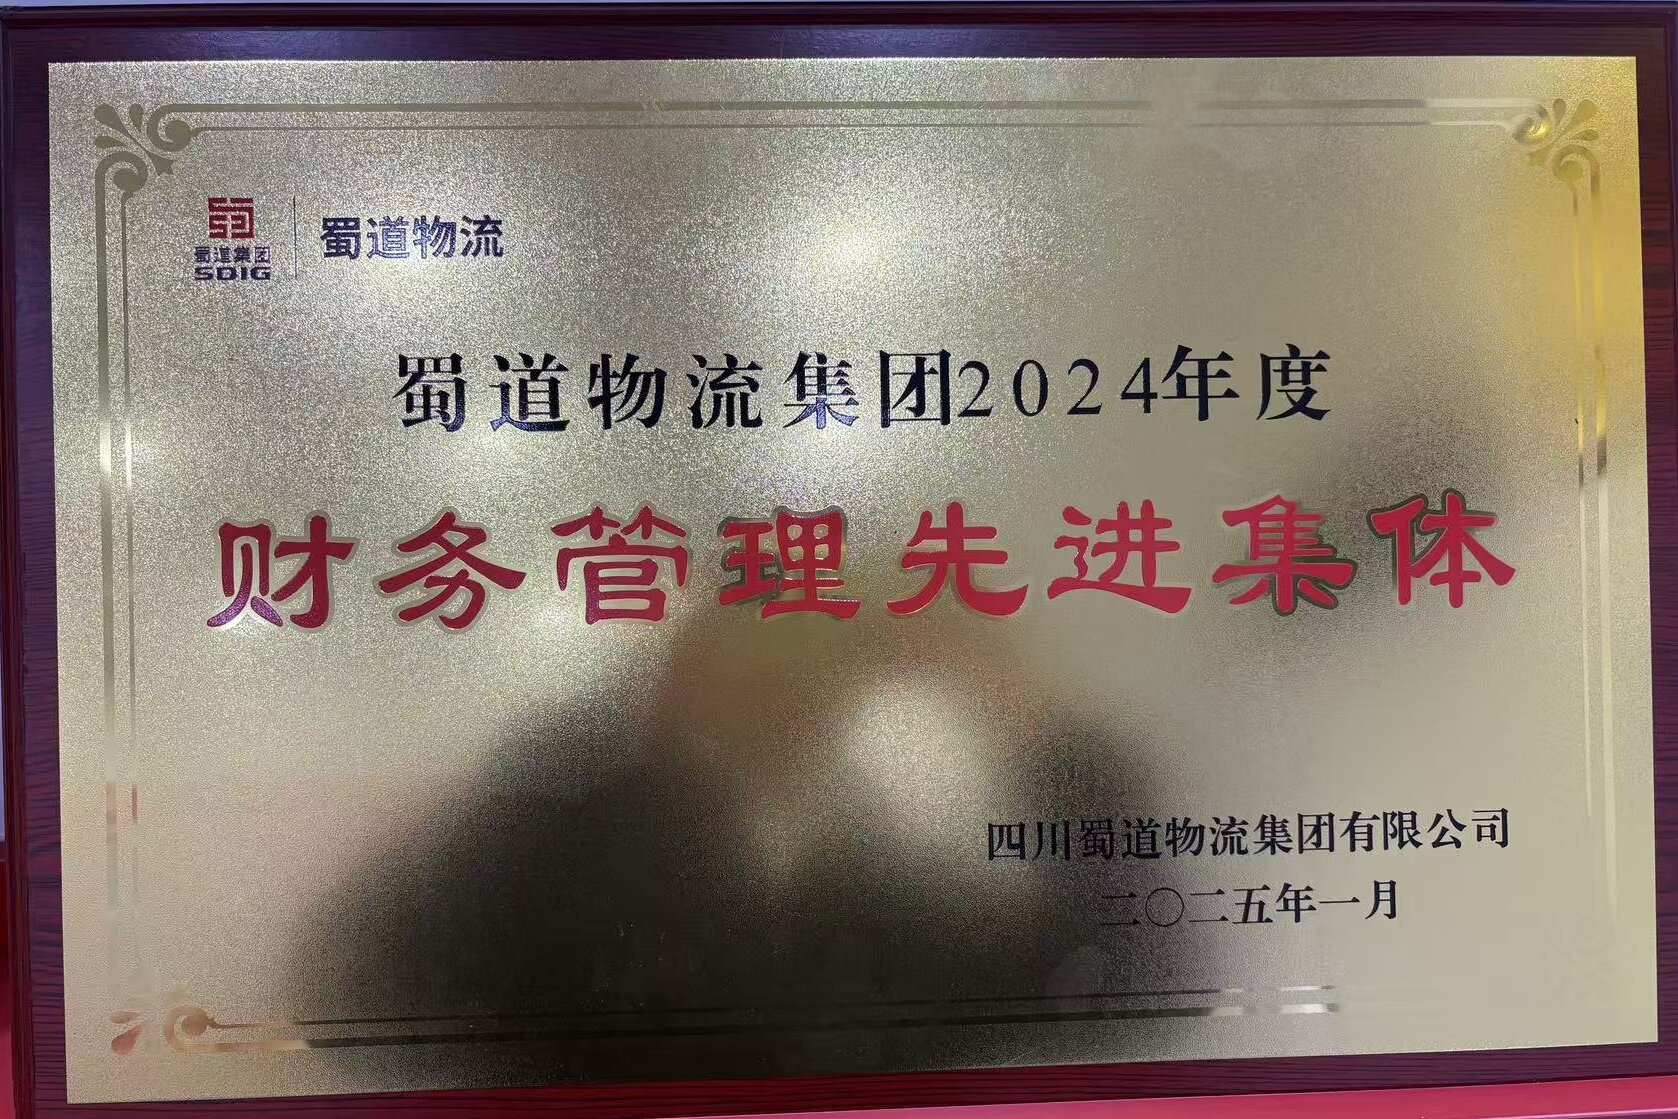 蜀道集团
SDIG
蜀道物流
蜀道物流集团2024年度
财务管理先进集体
四川蜀道物流集团有限公司
二〇二五年一月